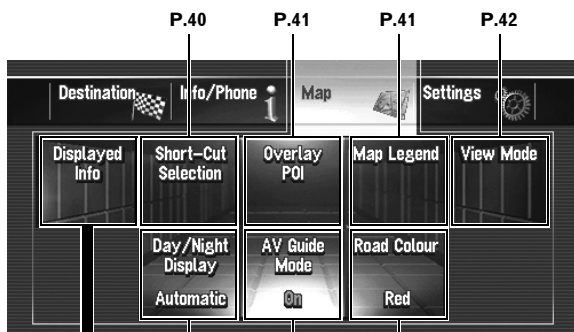 P.40 P.41 P.41 P.42
Destination Info/Phone Map Settings
Displayed Info
Short-Cut Selection
Overlay POI
Map Legend
View Mode
Day/Night Display
Automatic
AV Guide Mode
On
Road Colour
Red